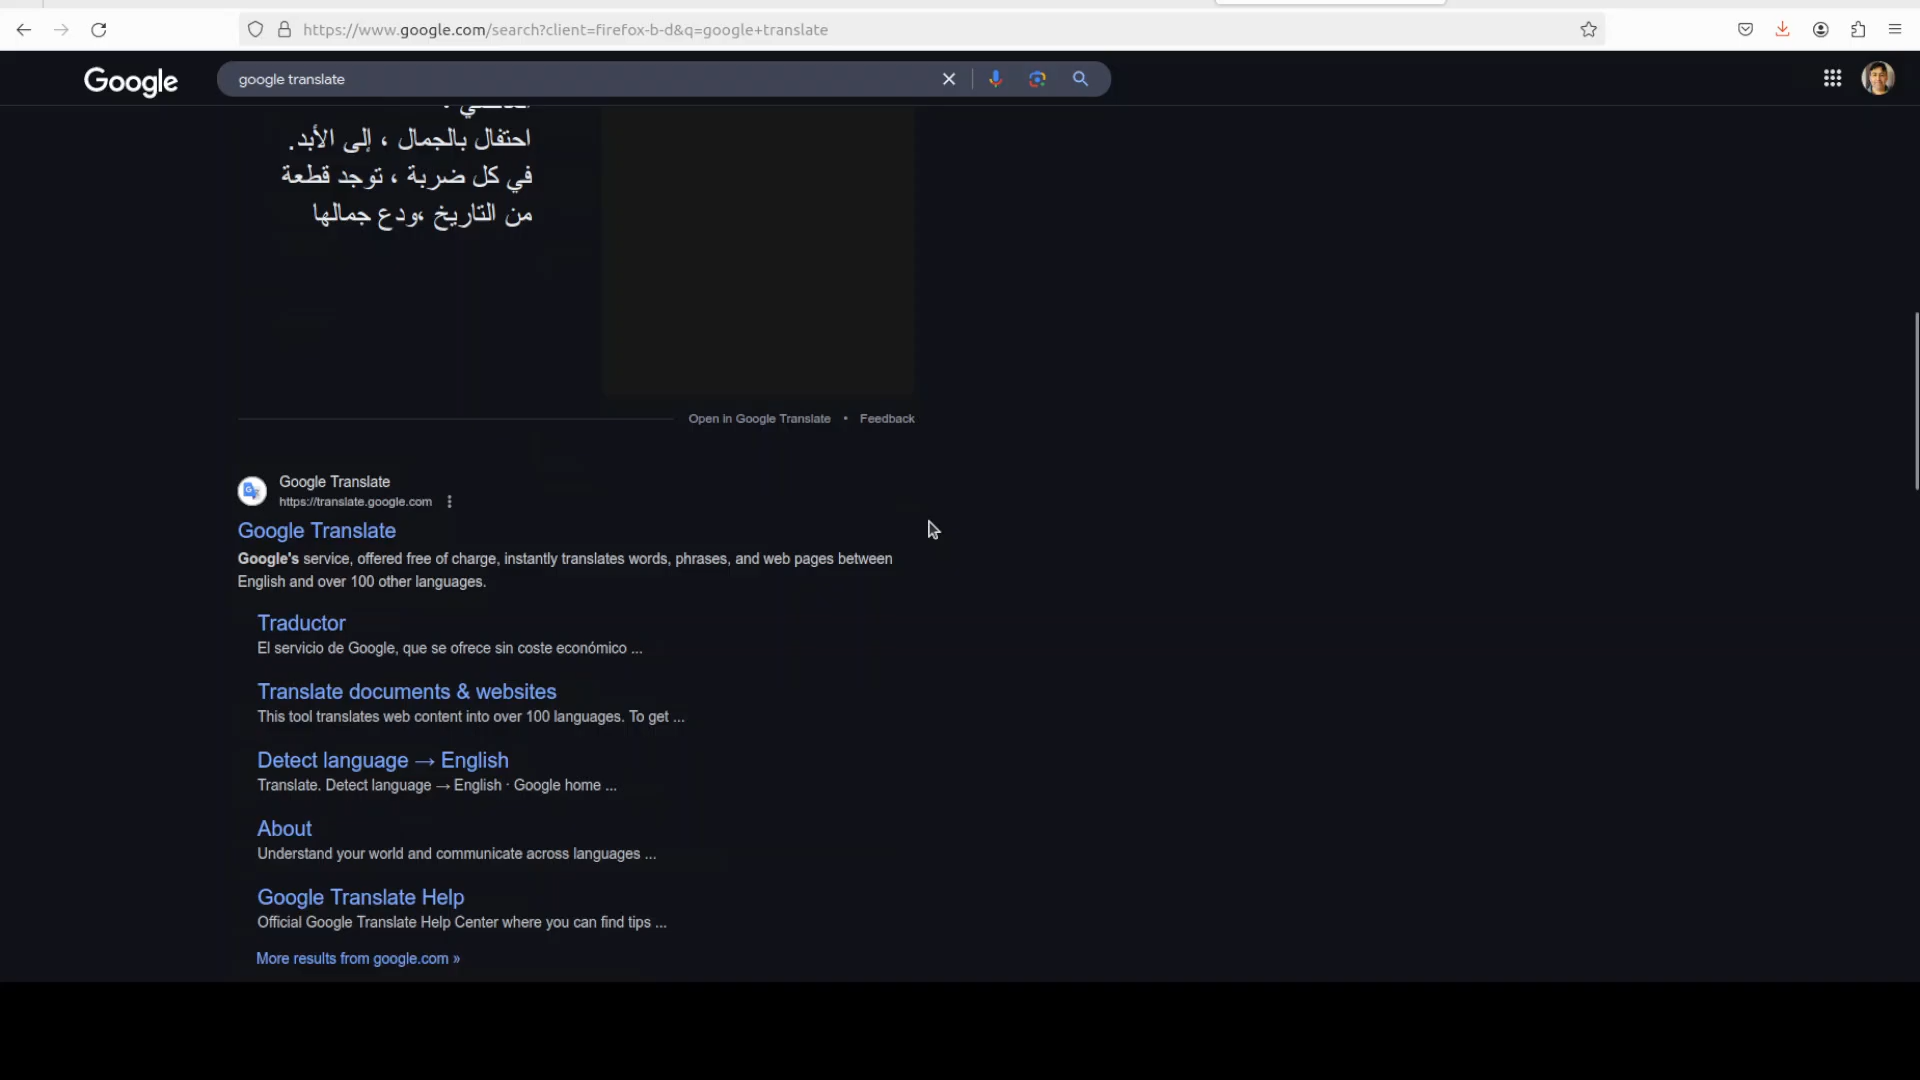 https://www.google.com/search?client=firefox-b-d&q=google+translate
Google
google translate
احتفال بالجمال ، إلى الأبد.
في كل ضربة ، توجد قطعة
من التاريخ ،ودع جمالها
Open in Google Translate • Feedback
Google Translate
https://translate.google.com
Google Translate
Google's service, offered free of charge, instantly translates words, phrases, and web pages between
English and over 100 other languages.
Traductor
El servicio de Google, que se ofrece sin coste económico ...
Translate documents & websites
This tool translates web content into over 100 languages. To get ...
Detect language → English
Translate. Detect language → English · Google home ...
About
Understand your world and communicate across languages ...
Google Translate Help
Official Google Translate Help Center where you can find tips ...
More results from google.com »